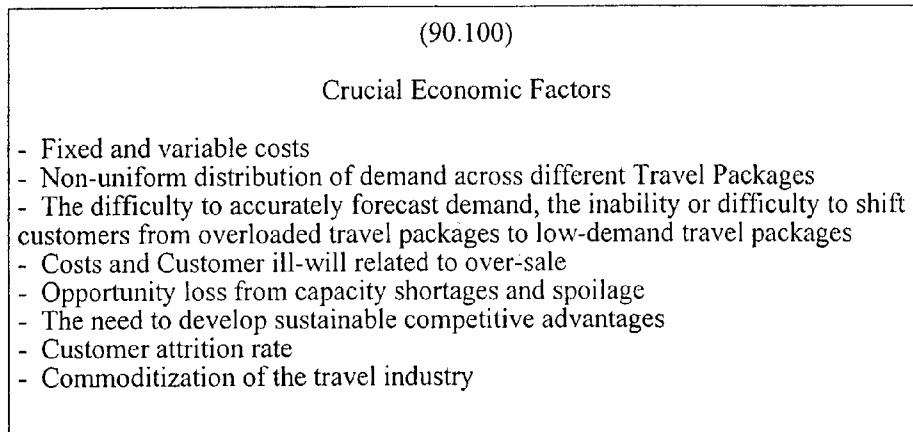 (90.100)
Crucial Economic Factors
- Fixed and variable costs
- Non-uniform distribution of demand across different Travel Packages
- The difficulty to accurately forecast demand, the inability or difficulty to shift
customers from overloaded travel packages to low-demand travel packages
- Costs and Customer ill-will related to over-sale
- Opportunity loss from capacity shortages and spoilage
- The need to develop sustainable competitive advantages
- Customer attrition rate
- Commoditization of the travel industry